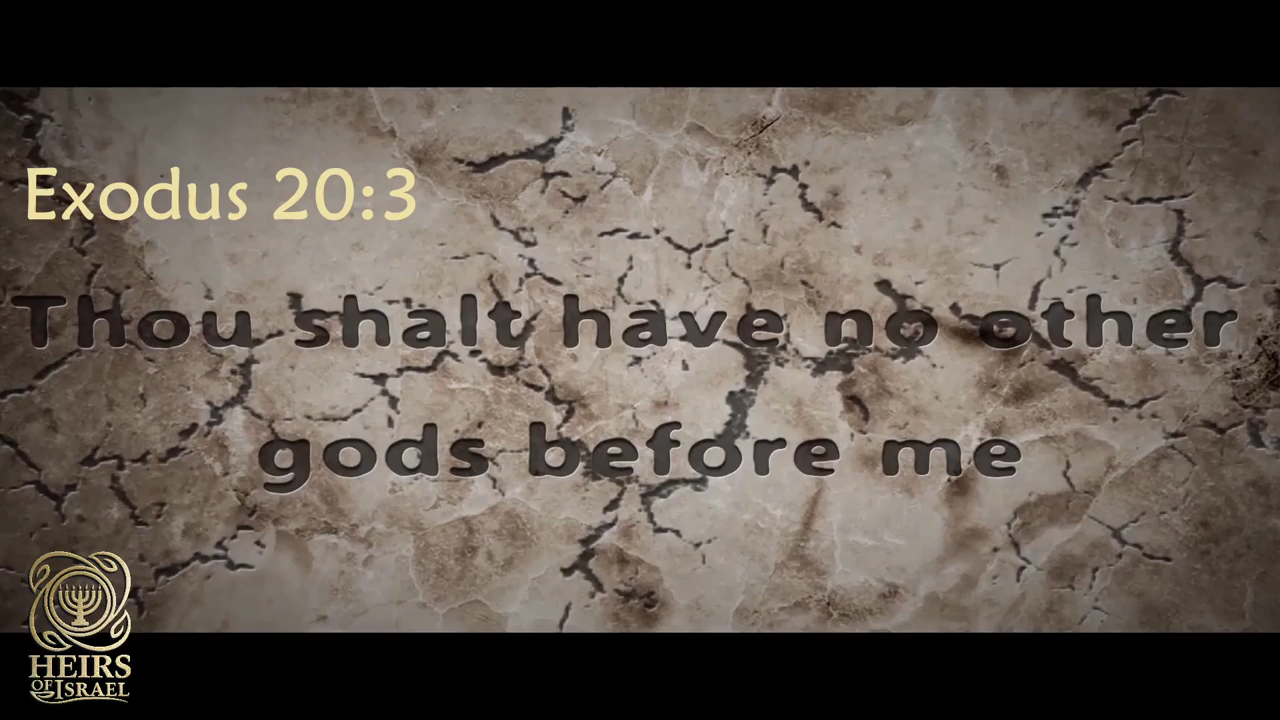 Exodus 20:3
Thou shalt have no other
gods before me
HEIRS
OF ISRAEL